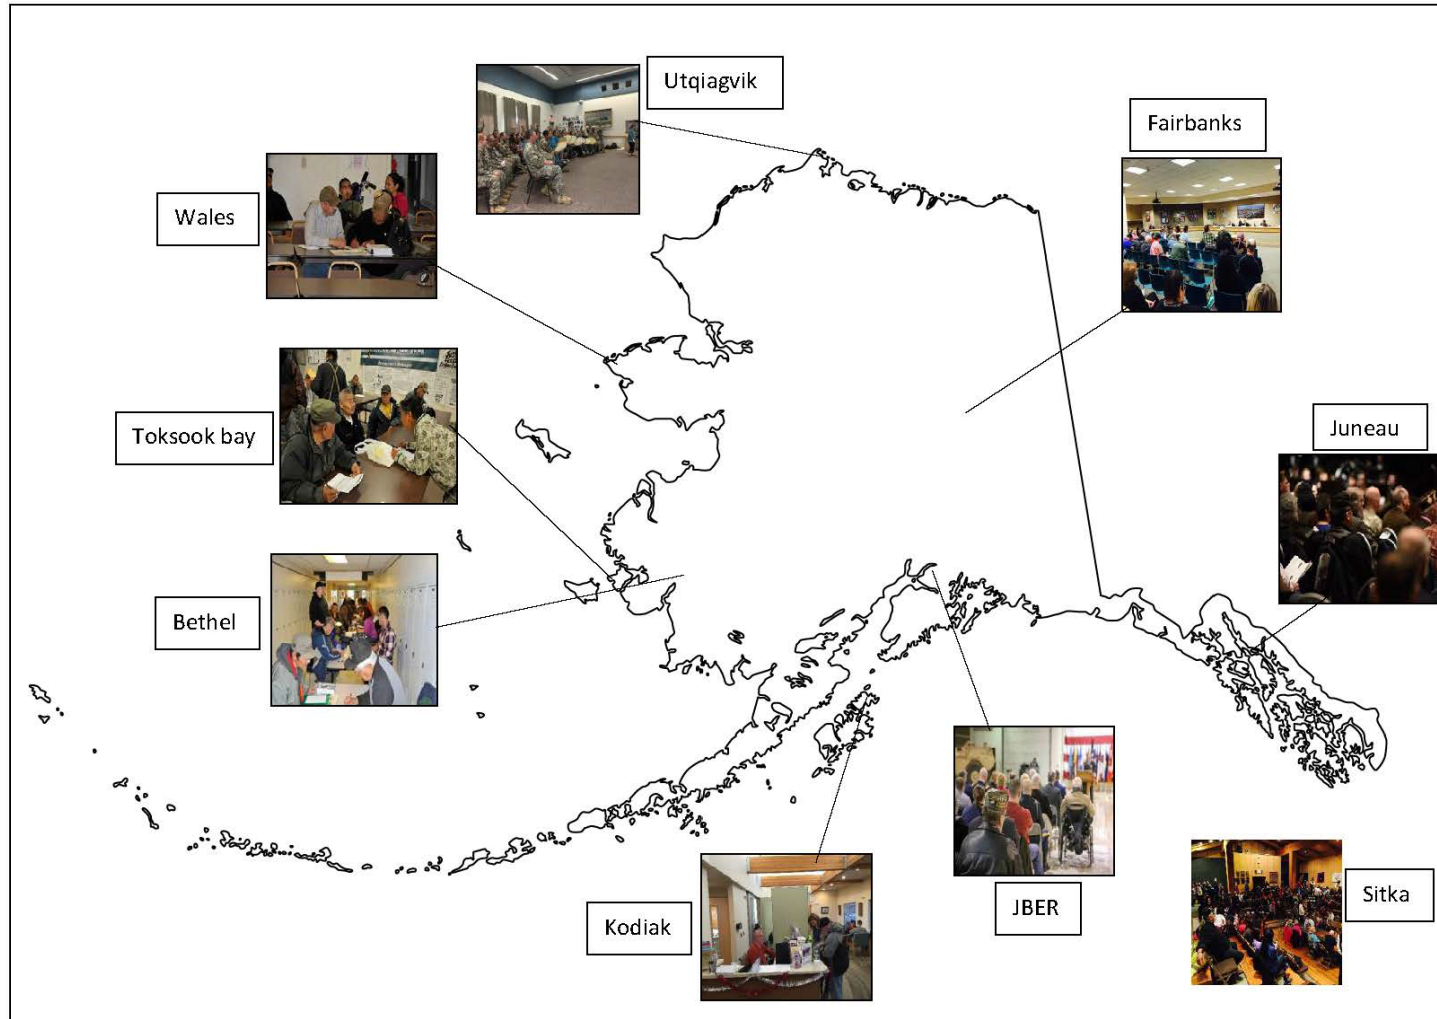 Utqiagvik
Fairbanks
Wales
Toksook bay
Juneau
Bethel
JBER
Sitka
Kodiak